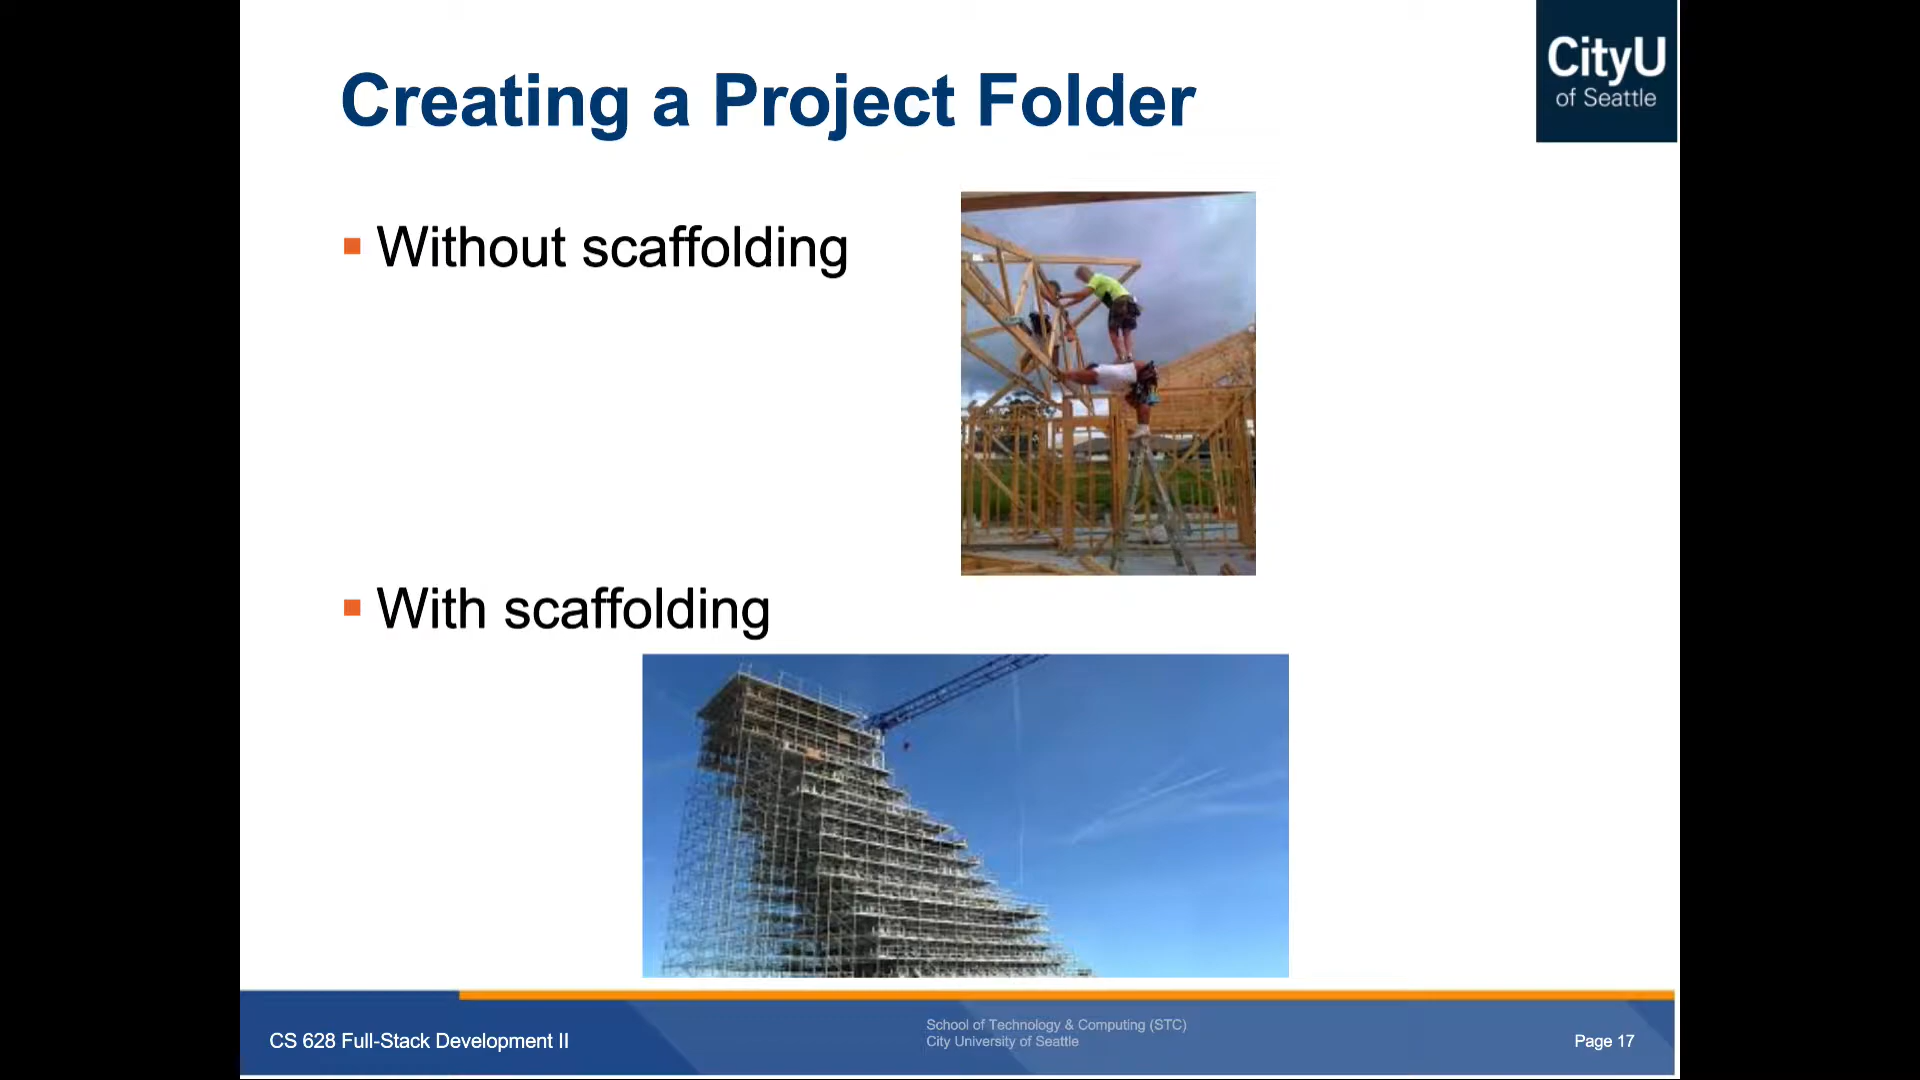 Creating a Project Folder
CityU
of Seattle
Without scaffolding
With scaffolding
CS 628 Full-Stack Development II
School of Technology & Computing (STC)
City University of Seattle
Page 17